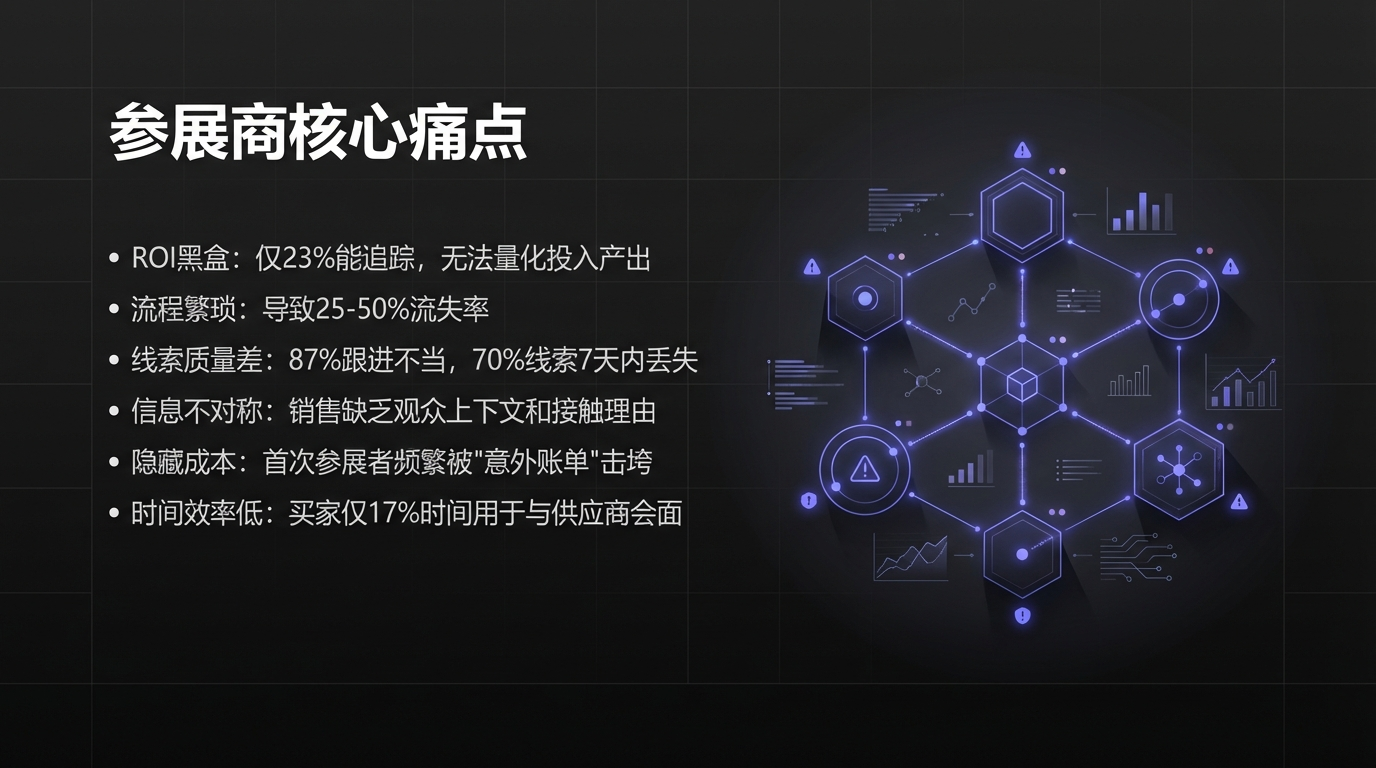 参展商核心痛点
• ROI黑盒：仅23%能追踪，无法量化投入产出
• 流程繁琐：导致25-50%流失率
• 线索质量差：87%跟进不当，70%线索7天内丢失
• 信息不对称：销售缺乏观众上下文和接触理由
• 隐藏成本：首次参展者频繁被"意外账单"击垮
• 时间效率低：买家仅17%时间用于与供应商会面